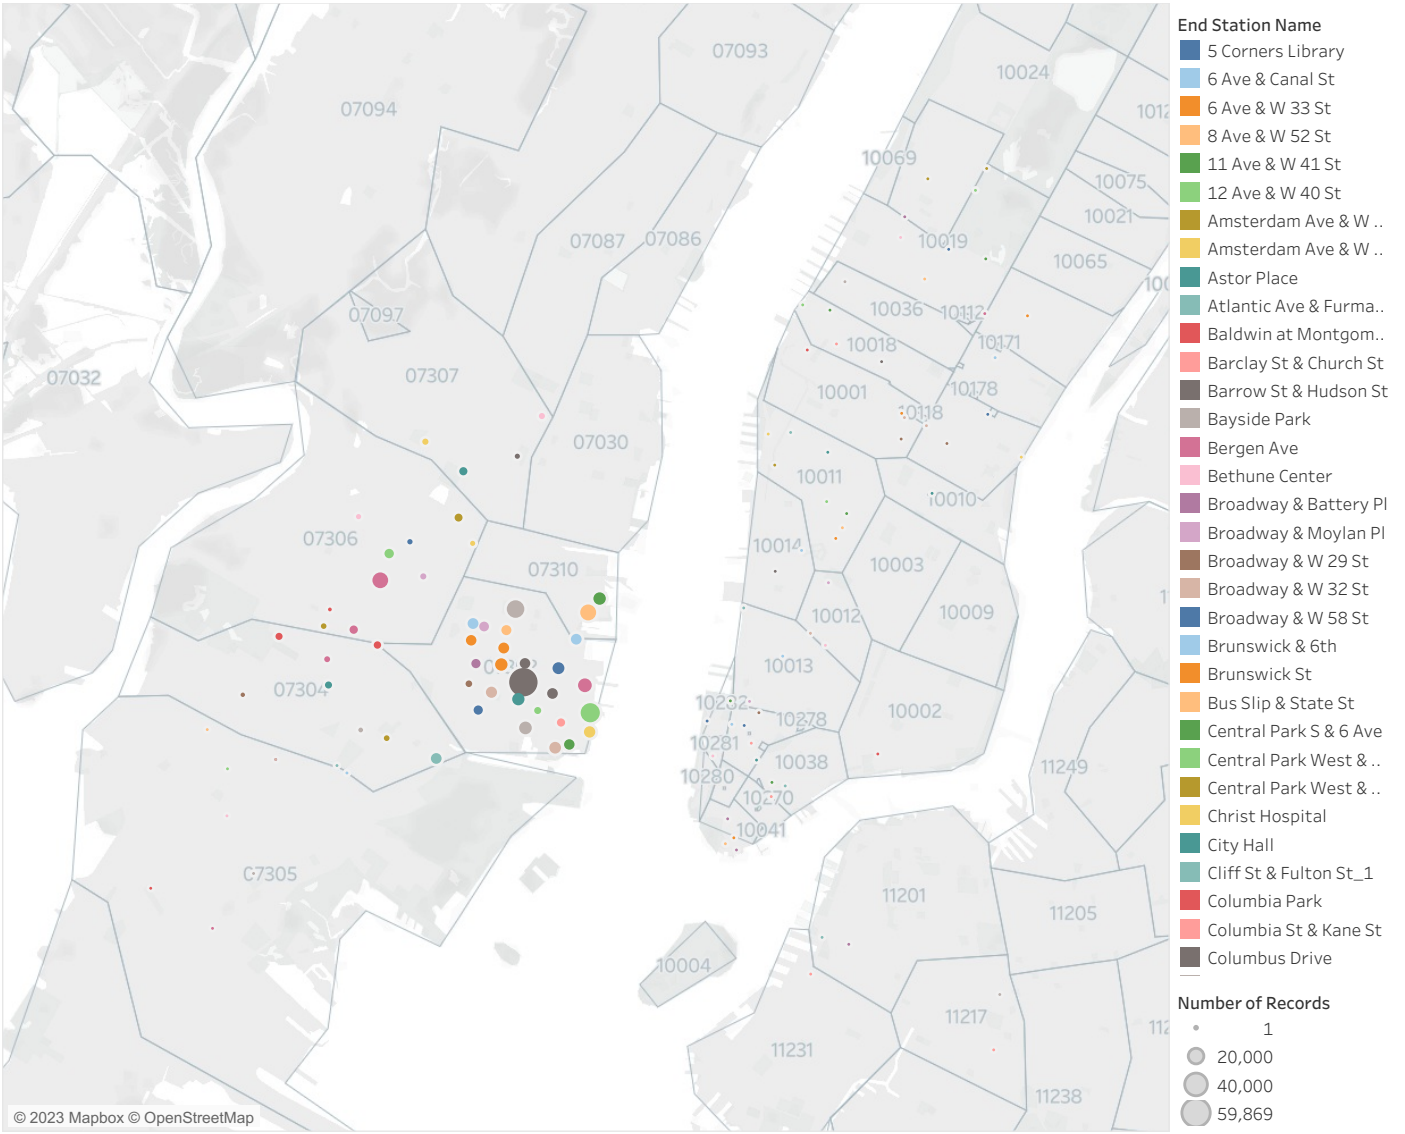 07093
10024
07094
1012
10069
10075
10021
07087
07086
10019
10065
100
07097
10036
10112
10018
10171
07032
07307
10001
10178
10118
07030
10011
10010
07306
10014
10003
07310
10012
10009
10013
07304
10282
10278
10002
10281
10038
11249
10280
10270
10041
07305
11201
11205
10004
11217
11231
11238
© 2023 Mapbox © OpenStreetMap
End Station Name
5 Corners Library
6 Ave & Canal St
6 Ave & W 33 St
8 Ave & W 52 St
11 Ave & W 41 St
12 Ave & W 40 St
Amsterdam Ave & W ..
Amsterdam Ave & W ..
Astor Place
Atlantic Ave & Furma..
Baldwin at Montgom..
Barclay St & Church St
Barrow St & Hudson St
Bayside Park
Bergen Ave
Bethune Center
Broadway & Battery Pl
Broadway & Moylan Pl
Broadway & W 29 St
Broadway & W 32 St
Broadway & W 58 St
Brunswick & 6th
Brunswick St
Bus Slip & State St
Central Park S & 6 Ave
Central Park West & ..
Central Park West & ..
Christ Hospital
City Hall
Cliff St & Fulton St_1
Columbia Park
Columbia St & Kane St
Columbus Drive
Number of Records
1
20,000
40,000
59,869